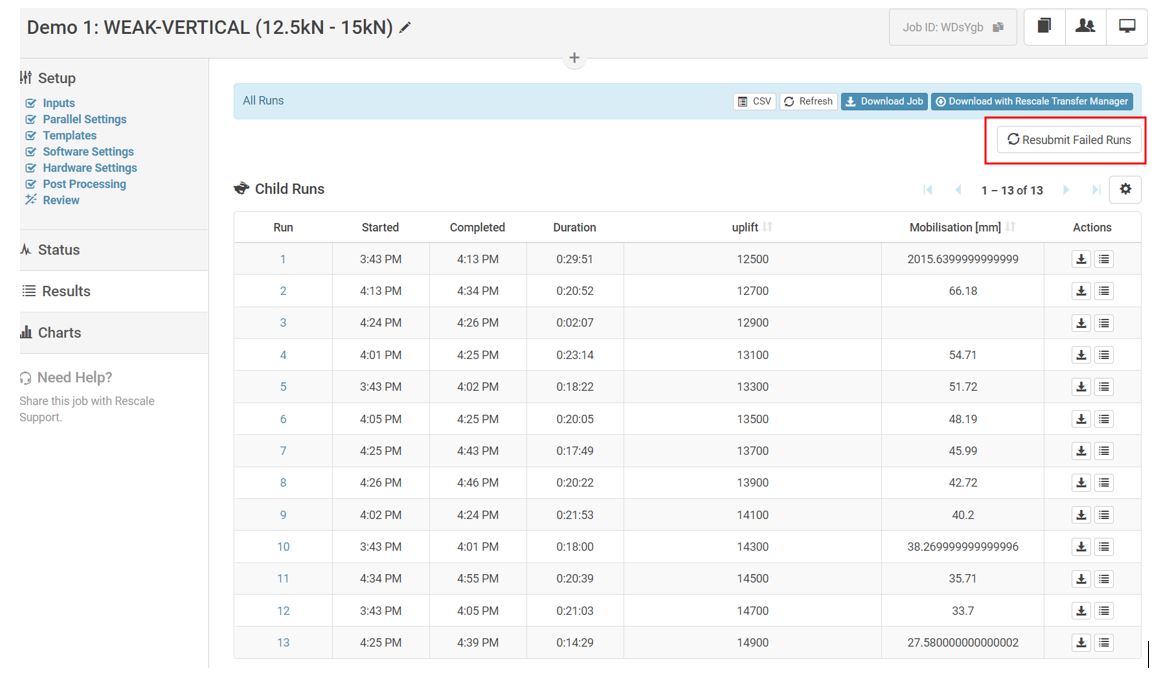 Demo 1: WEAK-VERTICAL (12.5kN - 15kN)
Job ID: WDsYgb
Setup
Inputs
Parallel Settings
Templates
Software Settings
Hardware Settings
Post Processing
Review
Status
Results
Charts
Need Help?
Share this job with Rescale
Support.
All Runs CSV Refresh Download Job Download with Rescale Transfer Manager
Resubmit Failed Runs
Child Runs 1 – 13 of 13
Run Started Completed Duration uplift Mobilisation [mm] Actions
1 3:43 PM 4:13 PM 0:29:51 12500 2015.6399999999999
2 4:13 PM 4:34 PM 0:20:52 12700 66.18
3 4:24 PM 4:26 PM 0:02:07 12900
4 4:01 PM 4:25 PM 0:23:14 13100 54.71
5 3:43 PM 4:02 PM 0:18:22 13300 51.72
6 4:05 PM 4:25 PM 0:20:05 13500 48.19
7 4:25 PM 4:43 PM 0:17:49 13700 45.99
8 4:26 PM 4:46 PM 0:20:22 13900 42.72
9 4:02 PM 4:24 PM 0:21:53 14100 40.2
10 3:43 PM 4:01 PM 0:18:00 14300 38.269999999999996
11 4:34 PM 4:55 PM 0:20:39 14500 35.71
12 3:43 PM 4:05 PM 0:21:03 14700 33.7
13 4:25 PM 4:39 PM 0:14:29 14900 27.580000000000002